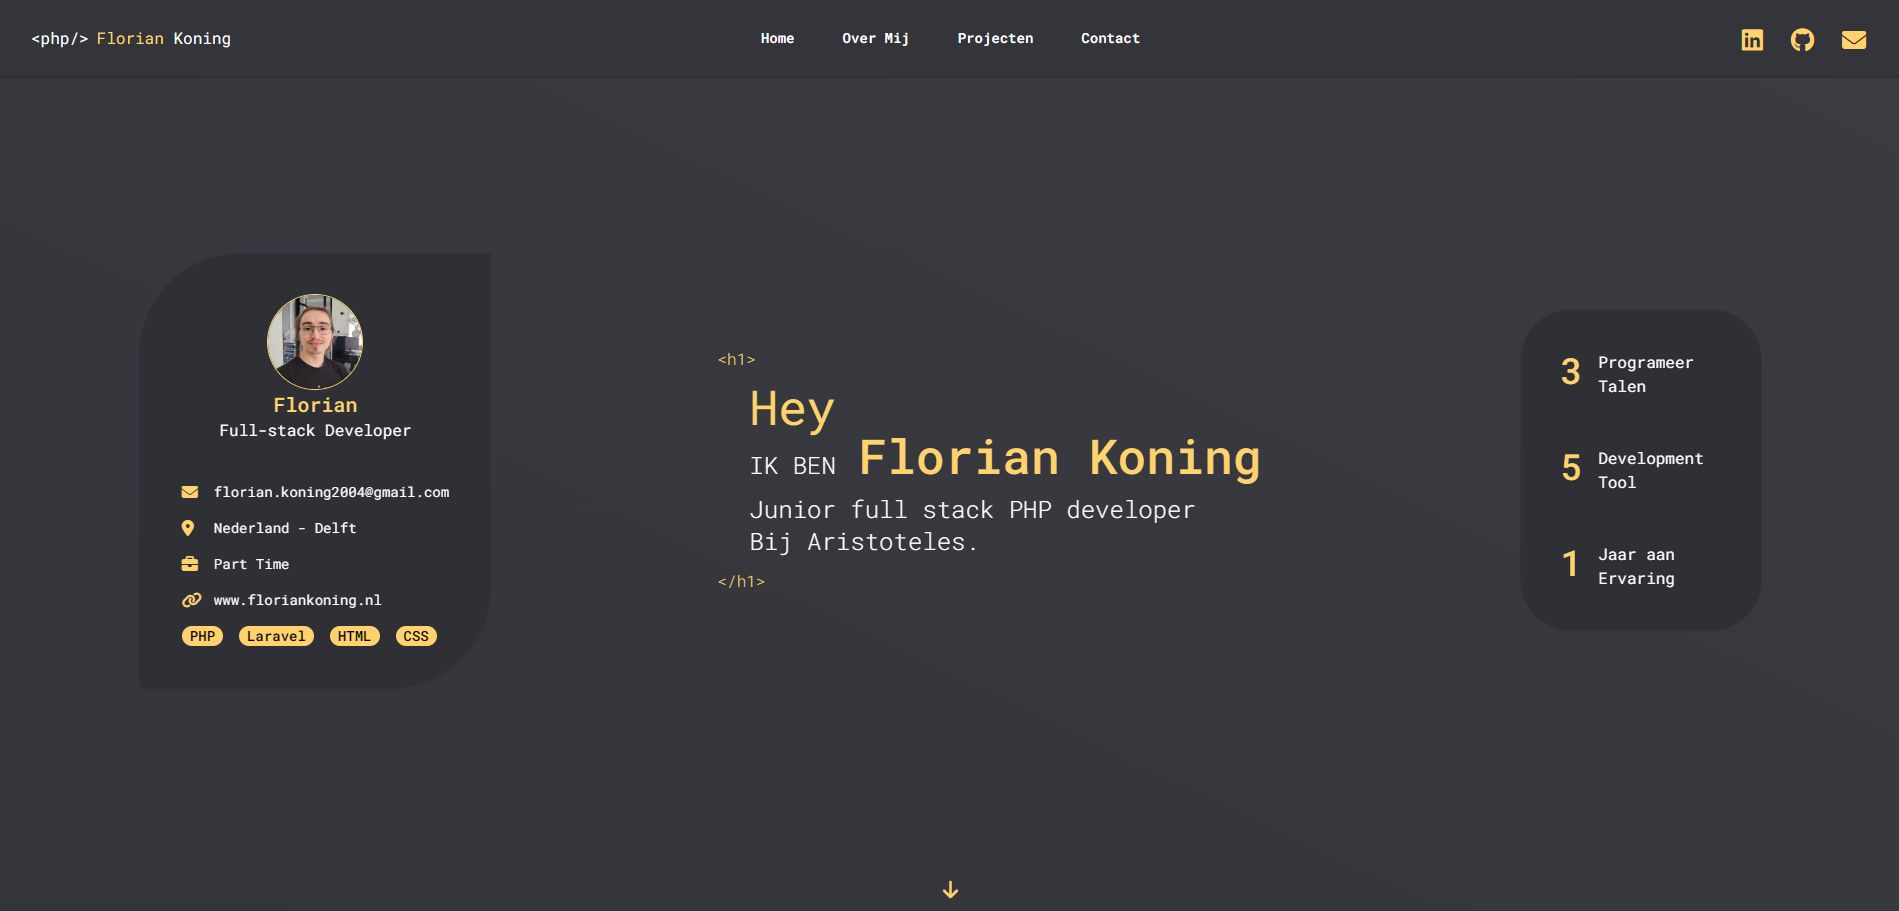 <php/> Florian Koning
Home Over Mij Projecten Contact
Florian
Full-stack Developer
florian.koning2004@gmail.com
Nederland - Delft
Part Time
www.floriankoning.nl
PHP Laravel HTML CSS
<h1>
Hey
IK BEN Florian Koning
Junior full stack PHP developer
Bij Aristoteles.
</h1>
3 Programeer
Talen
5 Development
Tool
1 Jaar aan
Ervaring